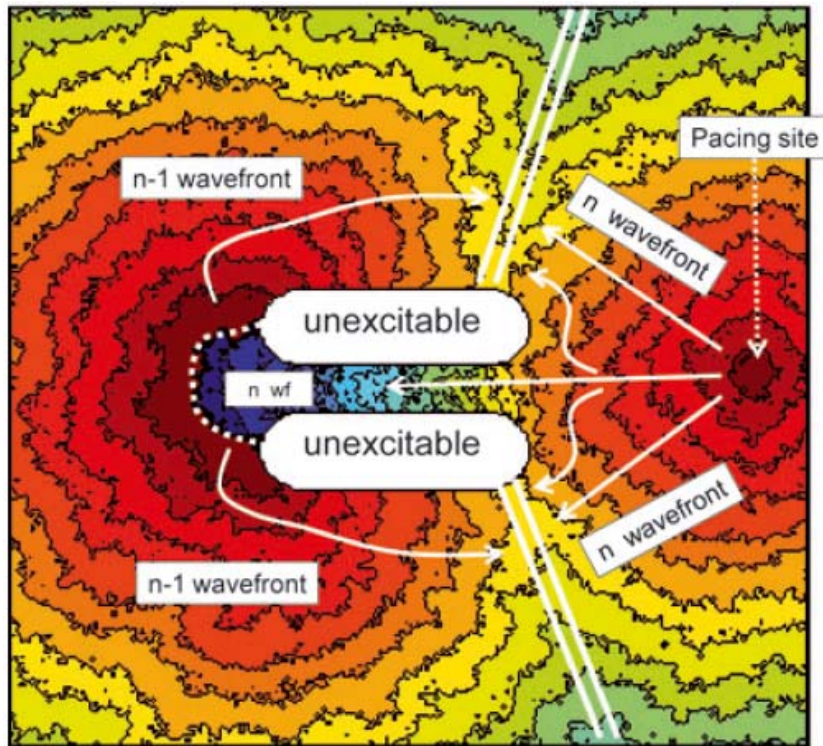 Pacing site
n-1 wavefront
n wavefront
unexcitable
n wf
unexcitable
n wavefront
n-1 wavefront